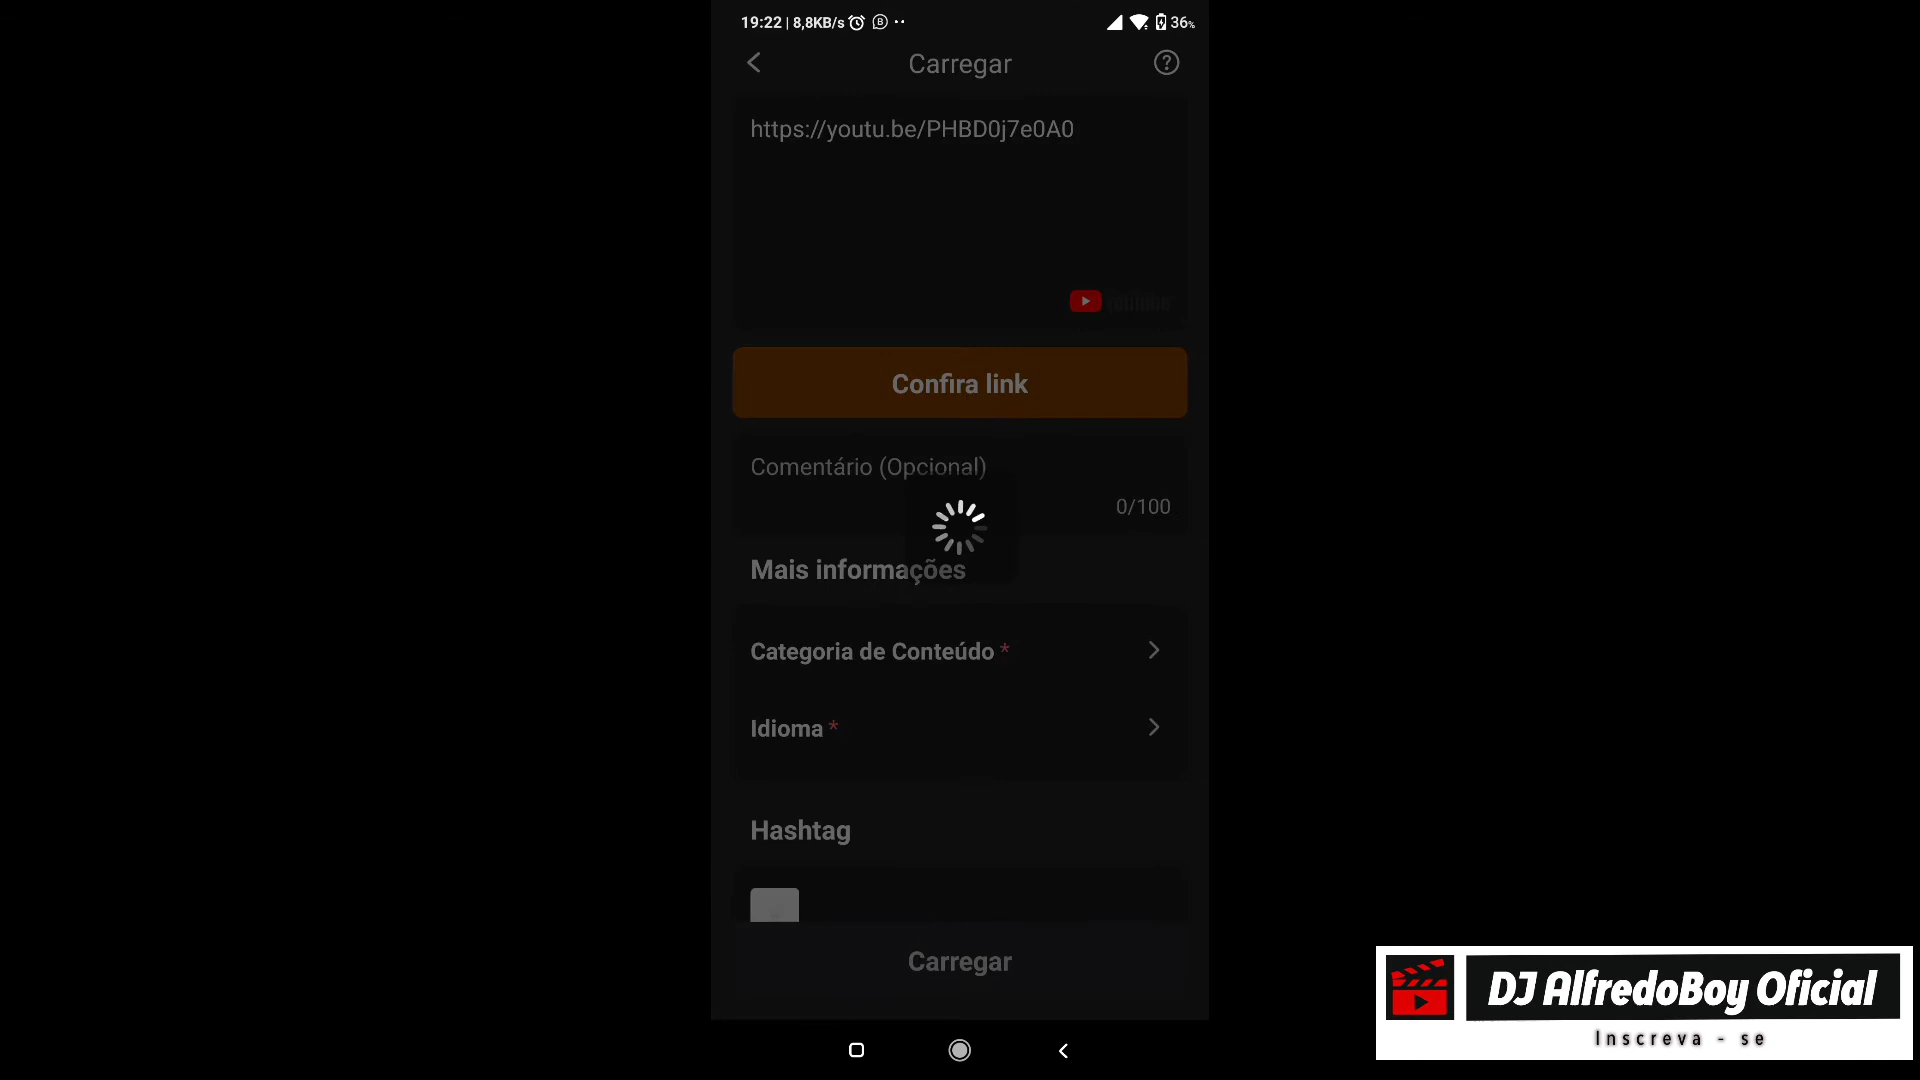 19:22 | 8,8KB/s
36%
Carregar
https://youtu.be/PHBD0j7e0A0
YouTube
Confira link
Comentário (Opcional)
0/100
Mais informações
Categoria de Conteúdo *
Idioma *
Hashtag
Carregar
DJ AlfredoBoy Oficial
Inscreva - se